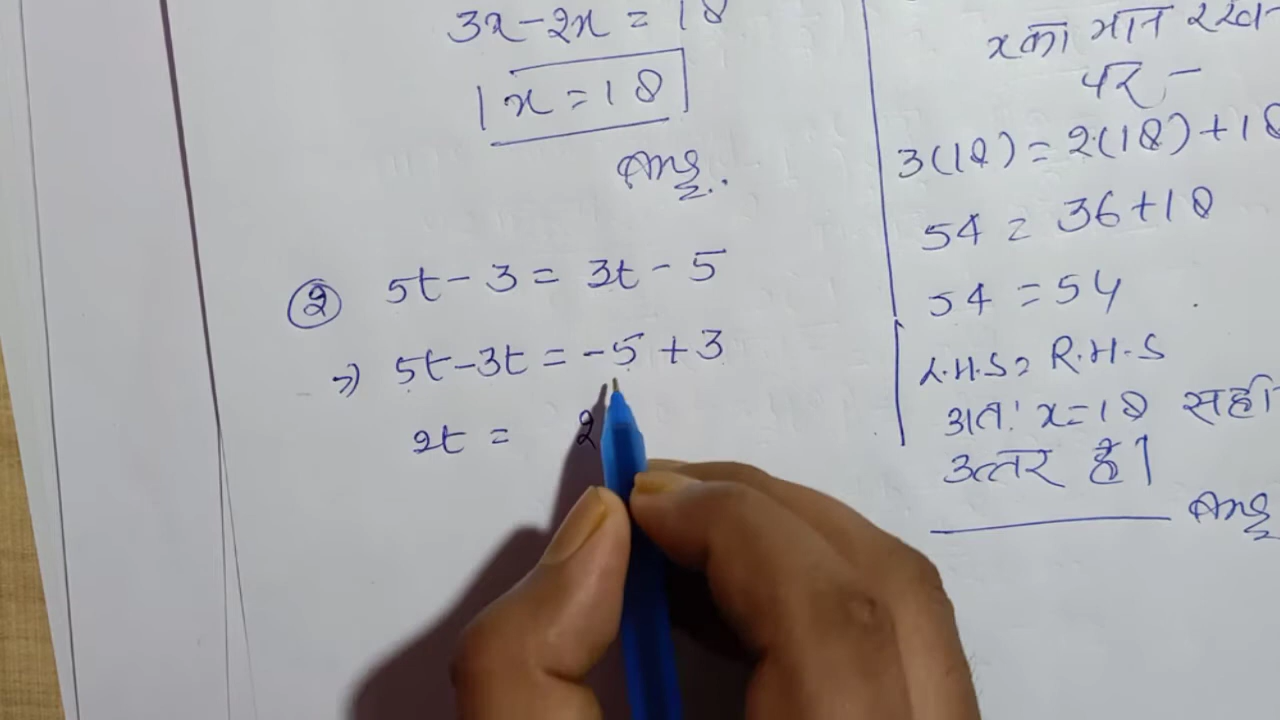 3x-2x = 18
x = 18
Ans.
② 5t - 3 = 3t - 5
=> 5t-3t = -5 +3
2t = 2
x का मान रखने
पर -
3(18) = 2(18)+18
54 = 36+18
54 = 54
L.H.S = R.H.S
अत: x=18 सही
उत्तर है।
Ans